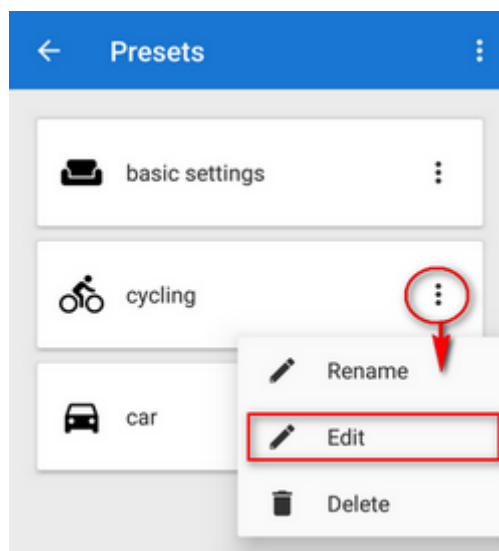 Presets
basic settings
cycling
Rename
car
Edit
Delete